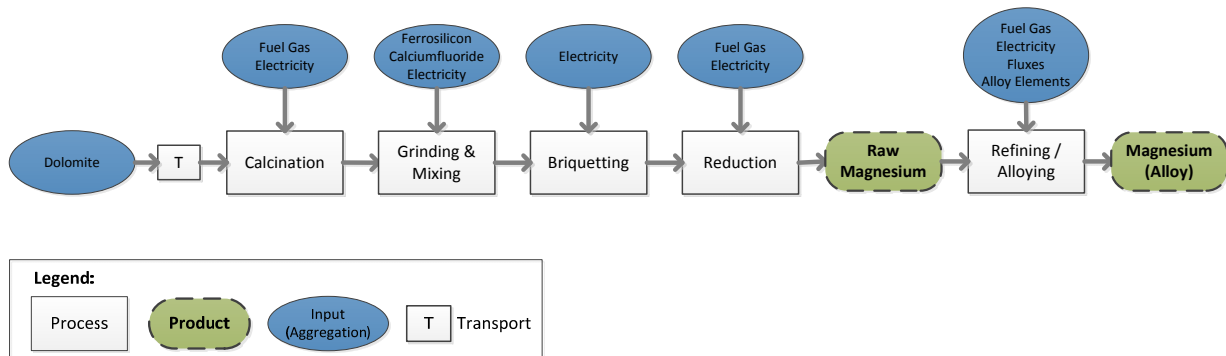 Fuel Gas
Electricity
Ferrosilicon
Calciumfluoride
Electricity
Electricity
Fuel Gas
Electricity
Fuel Gas
Electricity
Fluxes
Alloy Elements
Dolomite
T
Calcination
Grinding &
Mixing
Briquetting
Reduction
Raw
Magnesium
Refining /
Alloying
Magnesium
(Alloy)
Legend:
Process
Product
Input
(Aggregation)
T
Transport